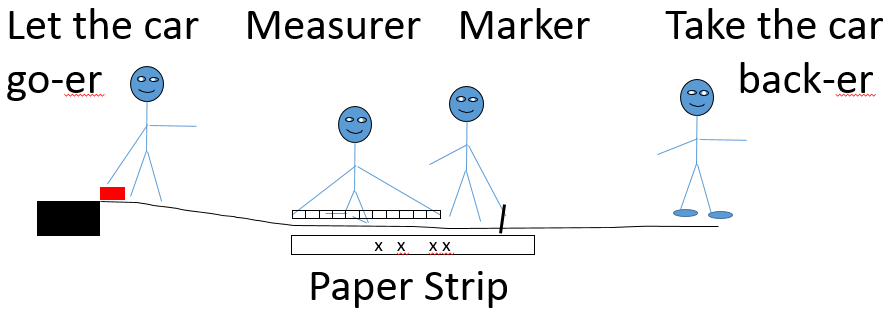 Let the car go-er
Measurer
Marker
Take the car back-er
x x x x
Paper Strip